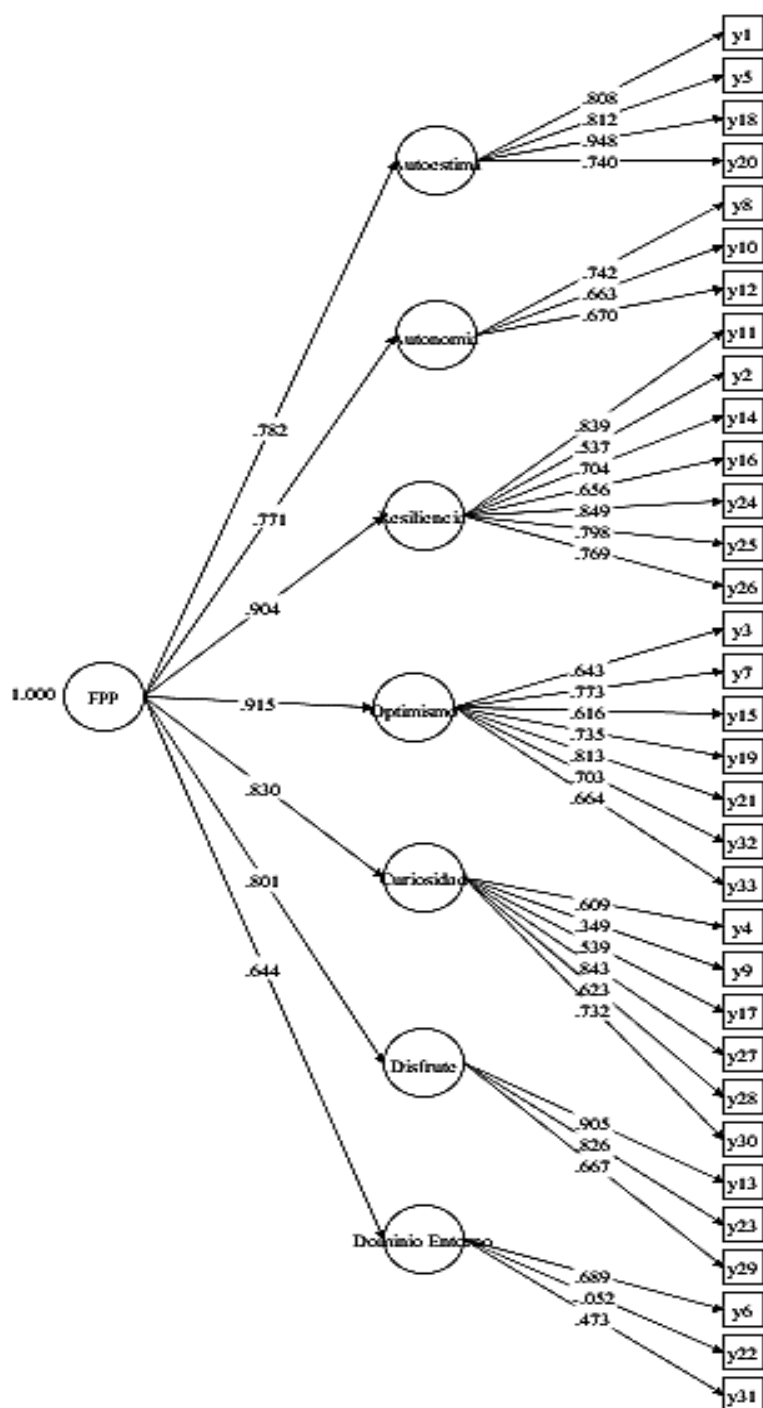 y1
y5
y18
y20
.808
.812
.948
.740
Autoestima
y8
y10
y12
.742
.663
.670
Autonomia
y11
y2
y14
y16
y24
y25
y26
.839
.537
.704
.656
.849
.798
.769
Resiliencia
.782
.771
.904
1.000
FPP
.915
.830
.801
.644
y3
y7
y15
y19
y21
y32
y33
.643
.773
.616
.735
.813
.703
.664
Optimismo
y4
y9
y17
y27
y28
y30
.609
.349
.539
.843
.623
.732
Curiosidad
y13
y23
y29
.905
.826
.667
Disfrute
y6
y22
y31
.689
-.052
.473
Dominio Entorno